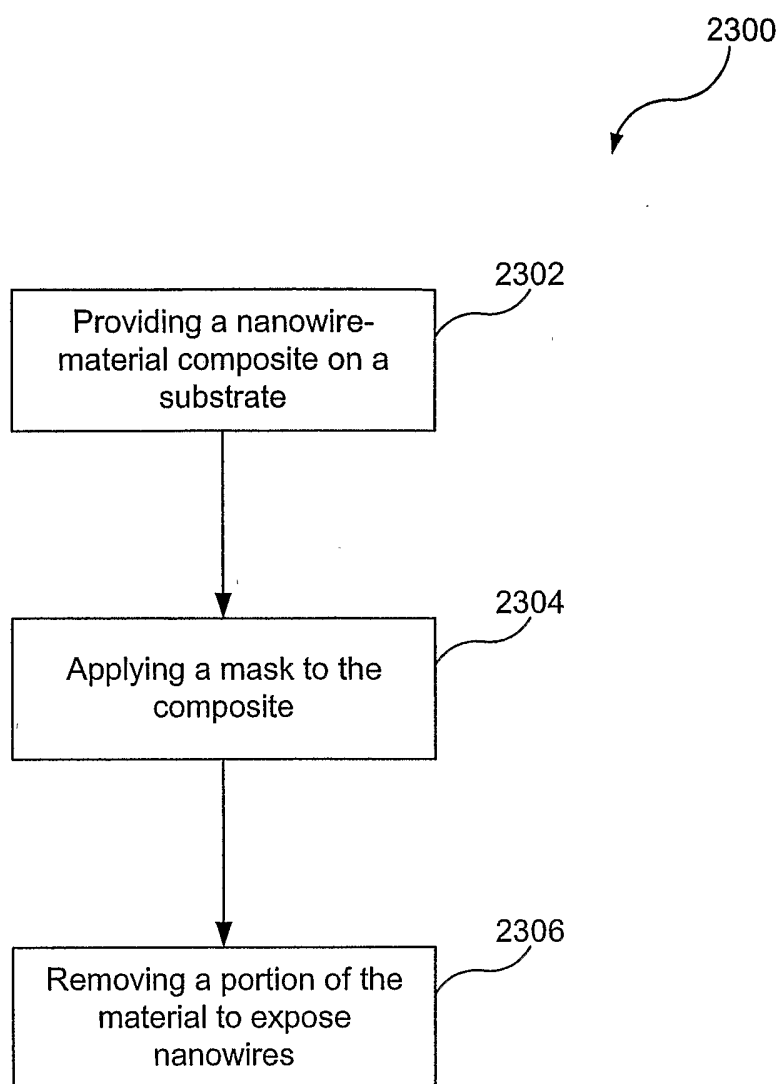 2300
2302
Providing a nanowire-
material composite on a
substrate
2304
Applying a mask to the
composite
2306
Removing a portion of the
material to expose
nanowires